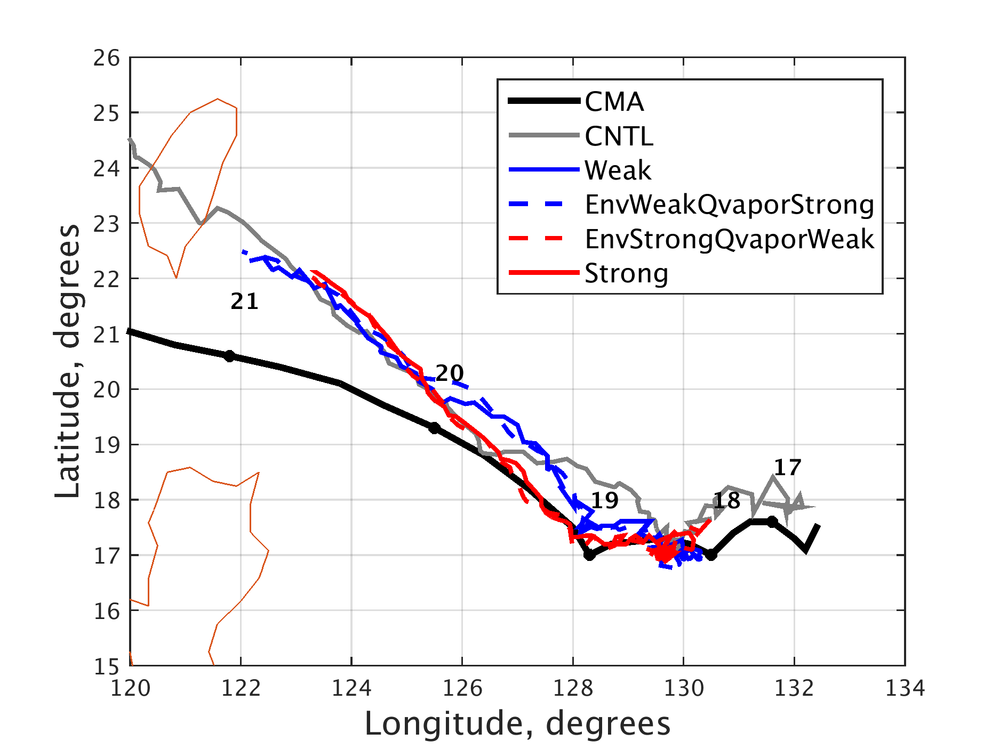 26
25
24
23
22
21
20
19
18
17
16
15
120 122 124 126 128 130 132 134
Longitude, degrees
Latitude, degrees
CMA
CNTL
Weak
EnvWeakQvaporStrong
EnvStrongQvaporWeak
Strong
21
20
19
18
17